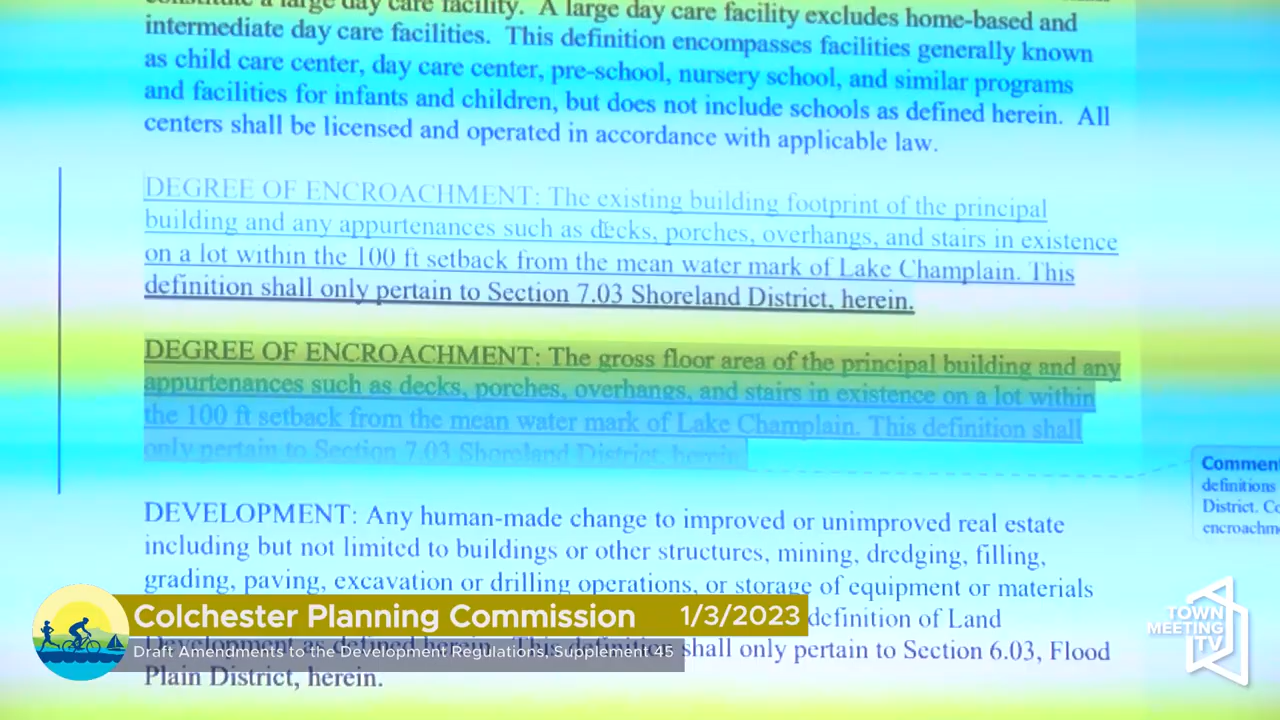 constitute a large day care facility. A large day care facility excludes home-based and
intermediate day care facilities. This definition encompasses facilities generally known
as child care center, day care center, pre-school, nursery school, and similar programs
and facilities for infants and children, but does not include schools as defined herein. All
centers shall be licensed and operated in accordance with applicable law.
DEGREE OF ENCROACHMENT: The existing building footprint of the principal
building and any appurtenances such as decks, porches, overhangs, and stairs in existence
on a lot within the 100 ft setback from the mean water mark of Lake Champlain. This
definition shall only pertain to Section 7.03 Shoreland District, herein.
DEGREE OF ENCROACHMENT: The gross floor area of the principal building and any
appurtenances such as decks, porches, overhangs, and stairs in existence on a lot within
the 100 ft setback from the mean water mark of Lake Champlain. This definition shall
only pertain to Section 7.03 Shoreland District, herein.
Comment
definitions
District. Co
encroachm
DEVELOPMENT: Any human-made change to improved or unimproved real estate
including but not limited to buildings or other structures, mining, dredging, filling,
grading, paving, excavation or drilling operations, or storage of equipment or materials
definition of Land
Development as defined herein. This definition shall only pertain to Section 6.03, Flood
Plain District, herein.
Colchester Planning Commission 1/3/2023
Draft Amendments to the Development Regulations, Supplement 45
TOWN
MEETING
TV